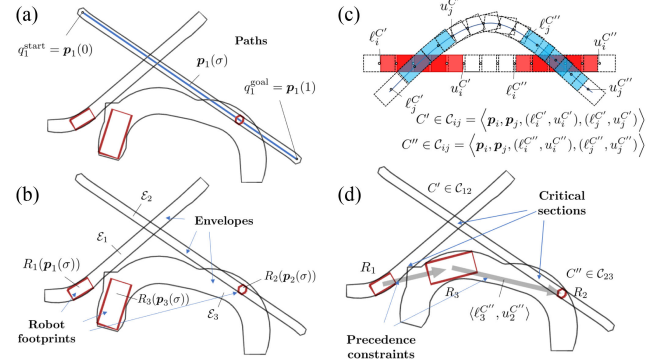 (a)
q_1^start = p_1(0)
Paths
p_1(σ)
q_1^goal = p_1(1)
(b)
ℰ_2
ℰ_1
Envelopes
R_1(p_1(σ))
R_2(p_2(σ))
R_3(p_3(σ))
ℰ_3
Robot
footprints
(c)
u_j^{C'}
ℓ_j^{C''}
ℓ_i^{C'}
u_i^{C''}
ℓ_j^{C'}
u_i^{C'}
ℓ_i^{C''}
u_j^{C''}
C' ∈ 𝒞_ij = ⟨p_i, p_j, (ℓ_i^{C'}, u_i^{C'}), (ℓ_j^{C'}, u_j^{C'})⟩
C'' ∈ 𝒞_ij = ⟨p_i, p_j, (ℓ_i^{C''}, u_i^{C''}), (ℓ_j^{C''}, u_j^{C''})⟩
(d)
C' ∈ 𝒞_12
Critical
sections
R_1
C'' ∈ 𝒞_23
R_3
R_2
⟨ℓ_3^{C''}, u_2^{C''}⟩
Precedence
constraints